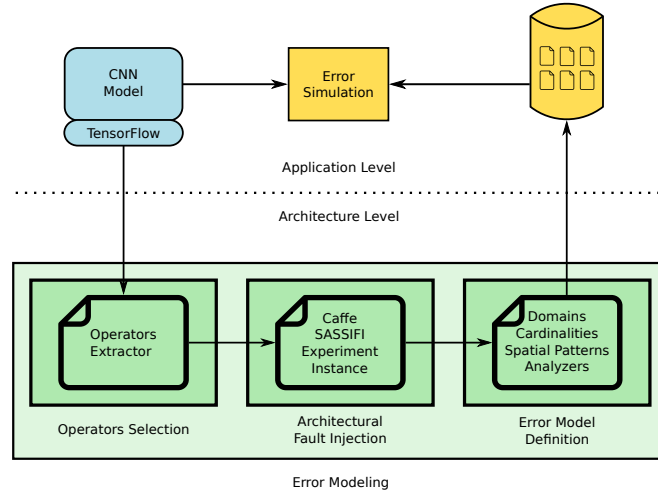 CNN
Model
TensorFlow
Error
Simulation
Application Level
Architecture Level
Operators
Extractor
Operators Selection
Caffe
SASSIFI
Experiment
Instance
Architectural
Fault Injection
Domains
Cardinalities
Spatial Patterns
Analyzers
Error Model
Definition
Error Modeling